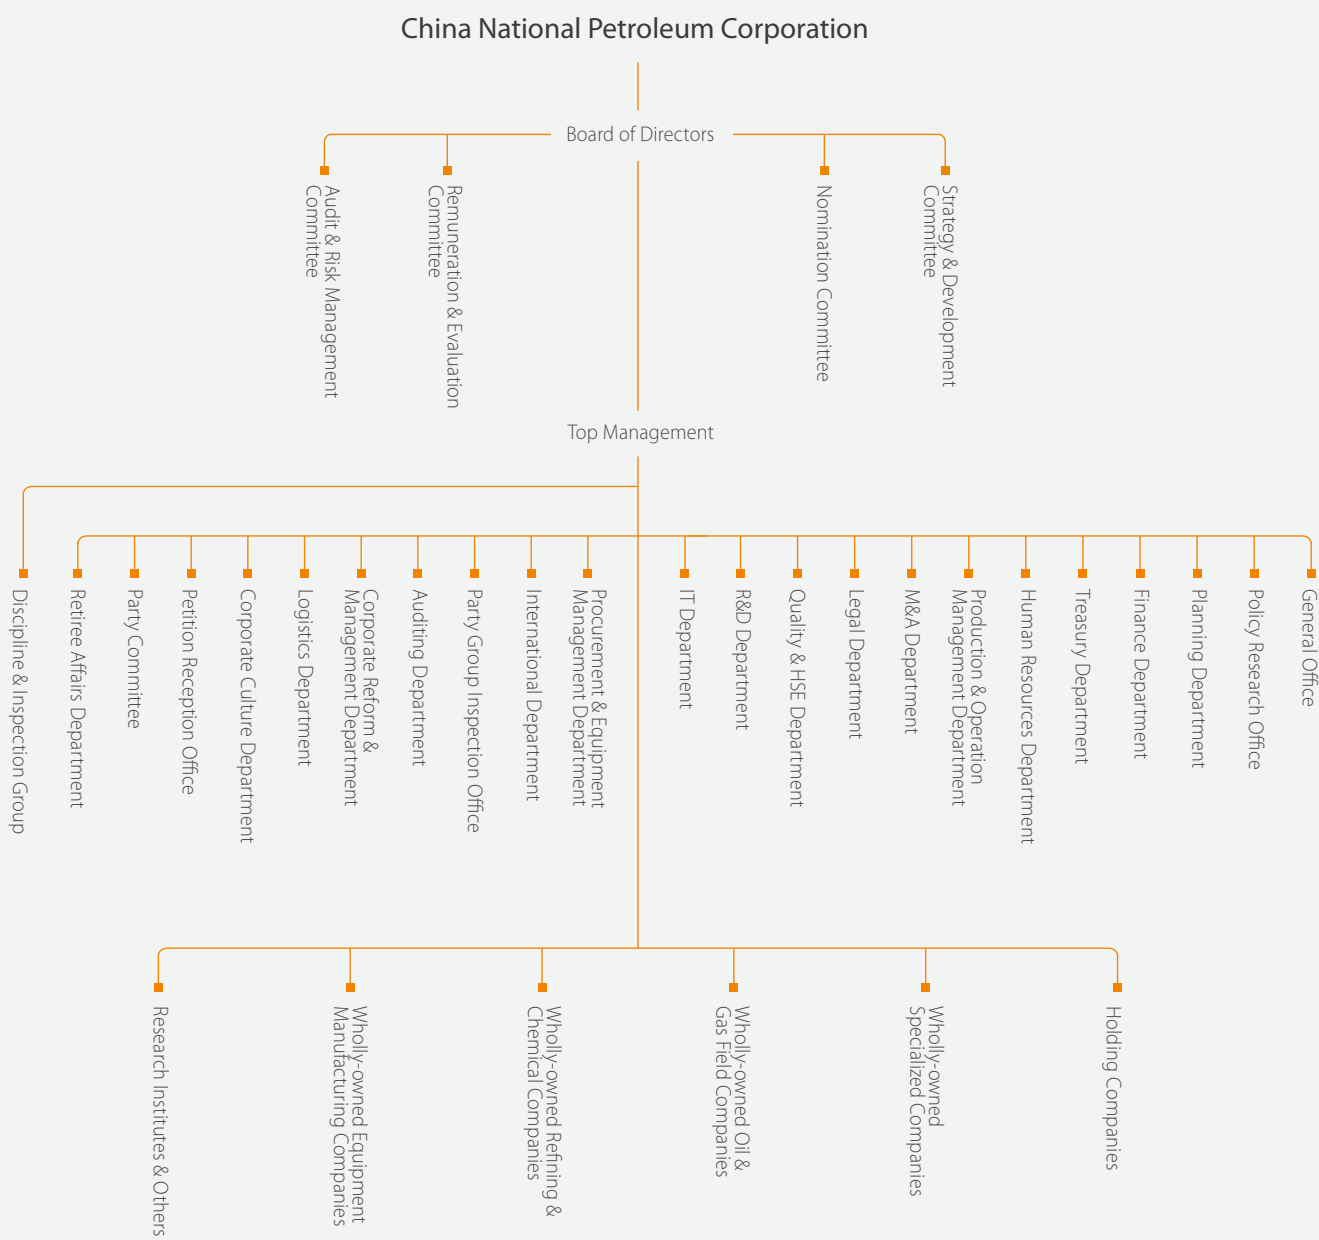 China National Petroleum Corporation
Board of Directors
Audit & Risk Management
Committee
Remuneration & Evaluation
Committee
Nomination Committee
Strategy & Development
Committee
Top Management
Discipline & Inspection Group
Retiree Affairs Department
Party Committee
Petition Reception Office
Corporate Culture Department
Logistics Department
Corporate Reform &
Management Department
Auditing Department
Party Group Inspection Office
International Department
Procurement & Equipment
Management Department
IT Department
R&D Department
Quality & HSE Department
Legal Department
M&A Department
Production & Operation
Management Department
Human Resources Department
Treasury Department
Finance Department
Planning Department
Policy Research Office
General Office
Research Institutes & Others
Wholly-owned Equipment
Manufacturing Companies
Wholly-owned Refining &
Chemical Companies
Wholly-owned Oil &
Gas Field Companies
Wholly-owned
Specialized Companies
Holding Companies